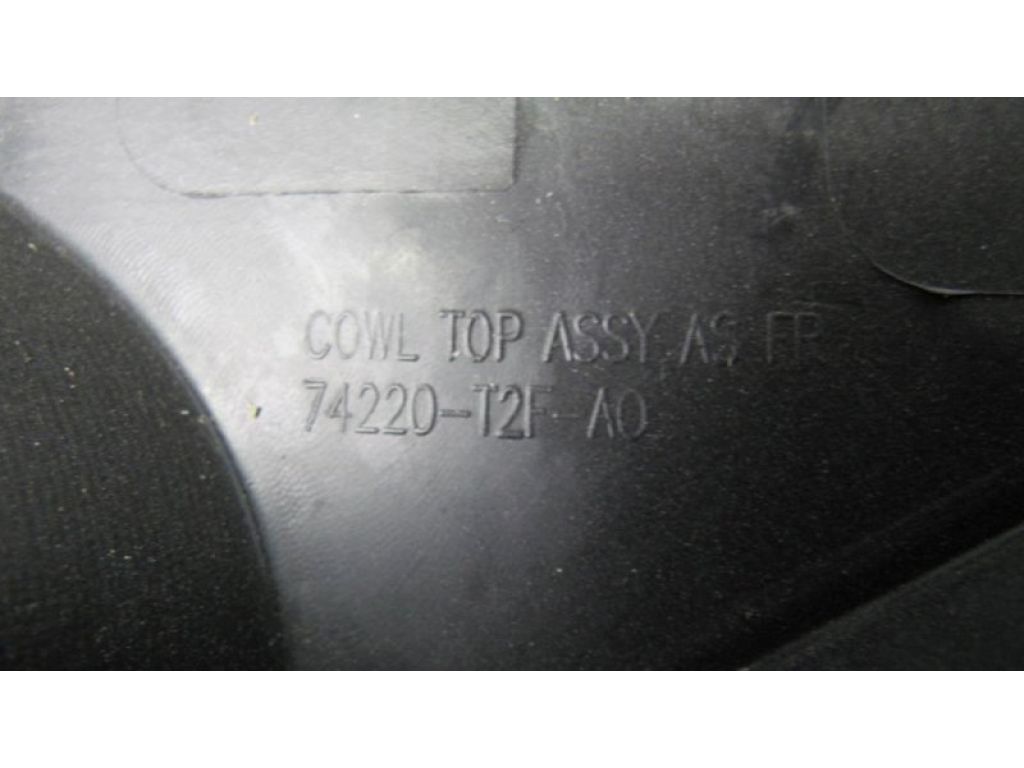 COWL TOP ASSY,AS FR
74220-T2F-A0